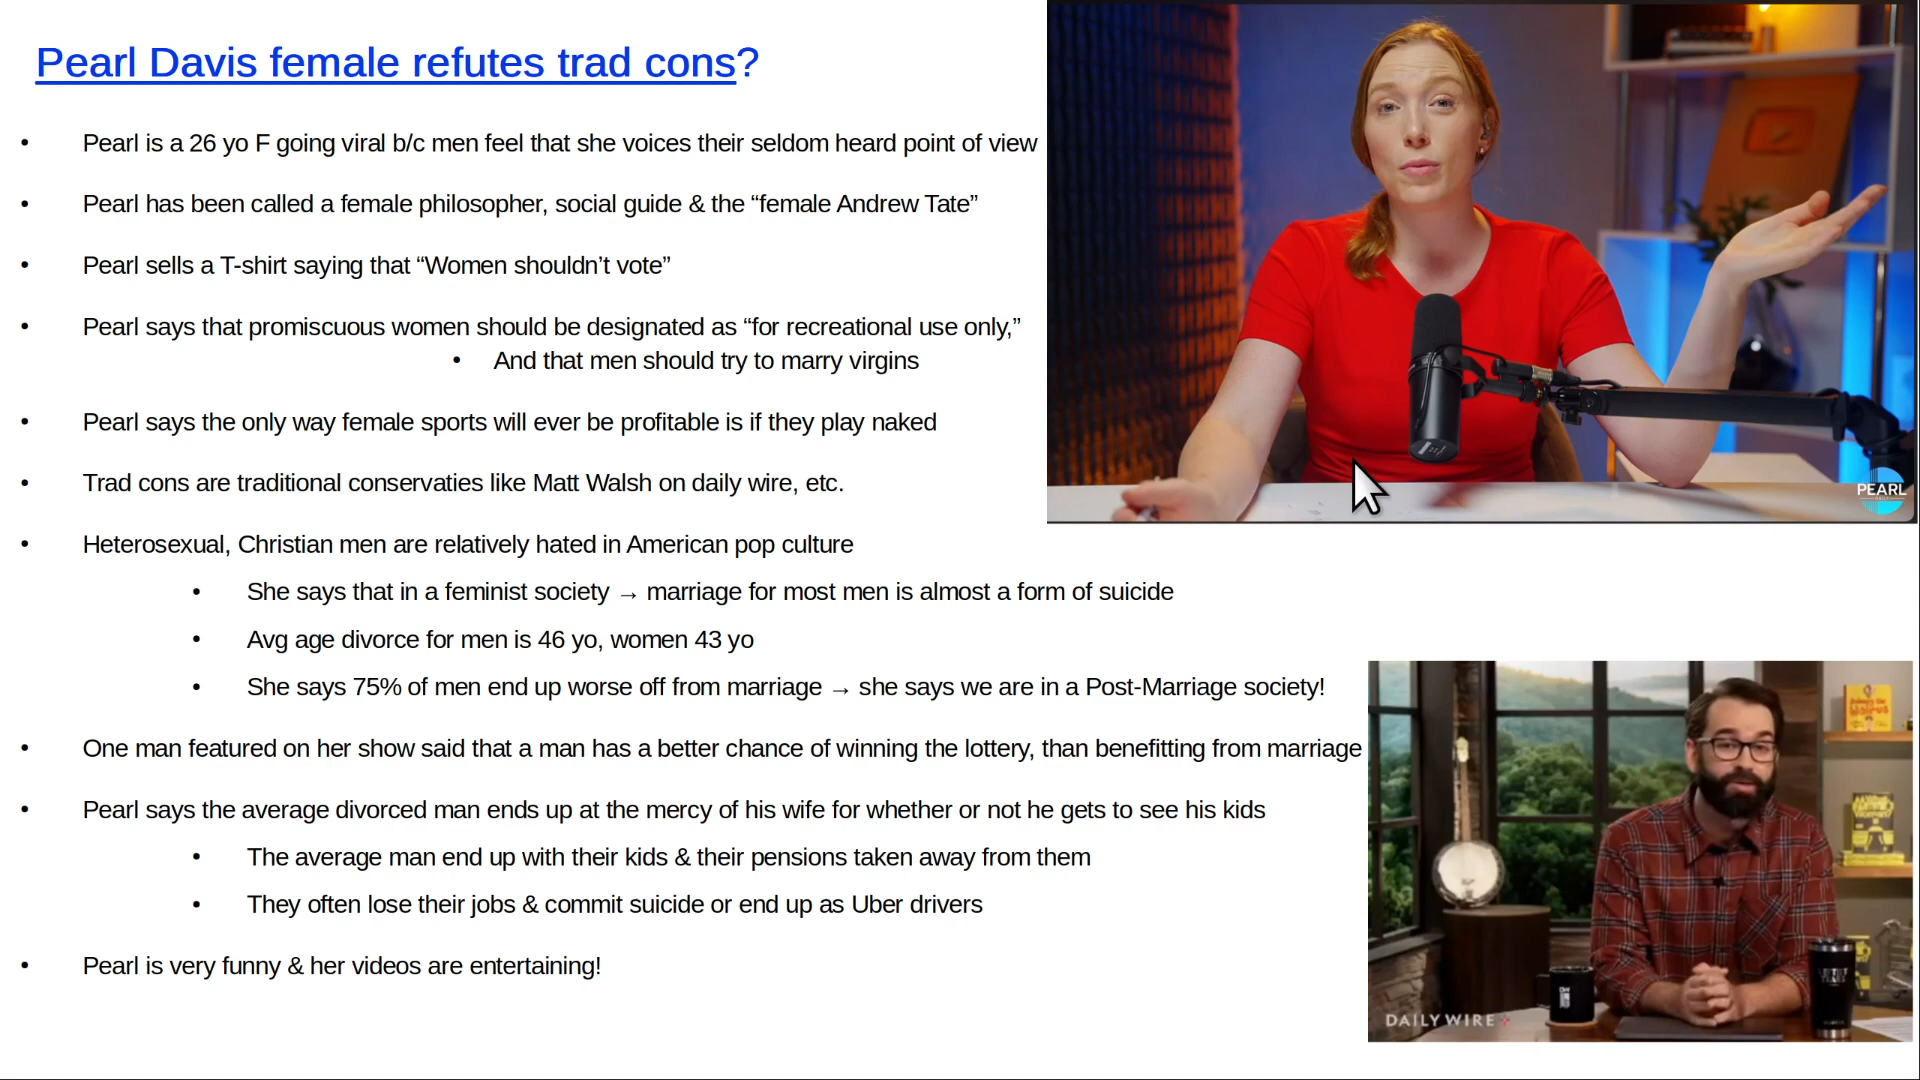 Pearl Davis female refutes trad cons?
• Pearl is a 26 yo F going viral b/c men feel that she voices their seldom heard point of view
• Pearl has been called a female philosopher, social guide & the “female Andrew Tate”
• Pearl sells a T-shirt saying that “Women shouldn’t vote”
• Pearl says that promiscuous women should be designated as “for recreational use only,”
• And that men should try to marry virgins
• Pearl says the only way female sports will ever be profitable is if they play naked
• Trad cons are traditional conservaties like Matt Walsh on daily wire, etc.
• Heterosexual, Christian men are relatively hated in American pop culture
• She says that in a feminist society → marriage for most men is almost a form of suicide
• Avg age divorce for men is 46 yo, women 43 yo
• She says 75% of men end up worse off from marriage → she says we are in a Post-Marriage society!
• One man featured on her show said that a man has a better chance of winning the lottery, than benefitting from marriage
• Pearl says the average divorced man ends up at the mercy of his wife for whether or not he gets to see his kids
• The average man end up with their kids & their pensions taken away from them
• They often lose their jobs & commit suicide or end up as Uber drivers
• Pearl is very funny & her videos are entertaining!
PEARL
DAILY WIRE +